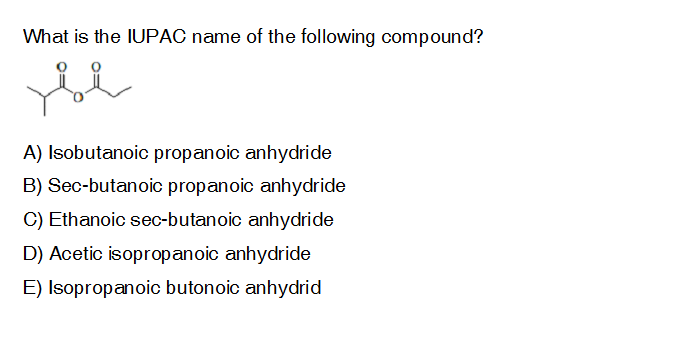 What is the IUPAC name of the following compound?
O O
O
A) Isobutanoic propanoic anhydride
B) Sec-butanoic propanoic anhydride
C) Ethanoic sec-butanoic anhydride
D) Acetic isopropanoic anhydride
E) Isopropanoic butonoic anhydrid